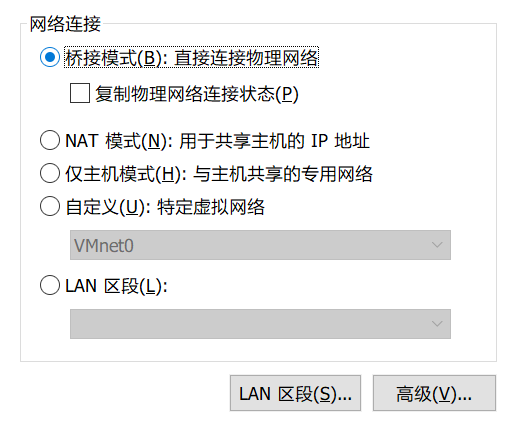 网络连接
桥接模式(B): 直接连接物理网络
复制物理网络连接状态(P)
NAT 模式(N): 用于共享主机的 IP 地址
仅主机模式(H): 与主机共享的专用网络
自定义(U): 特定虚拟网络
VMnet0
LAN 区段(L):
LAN 区段(S)... 高级(V)...